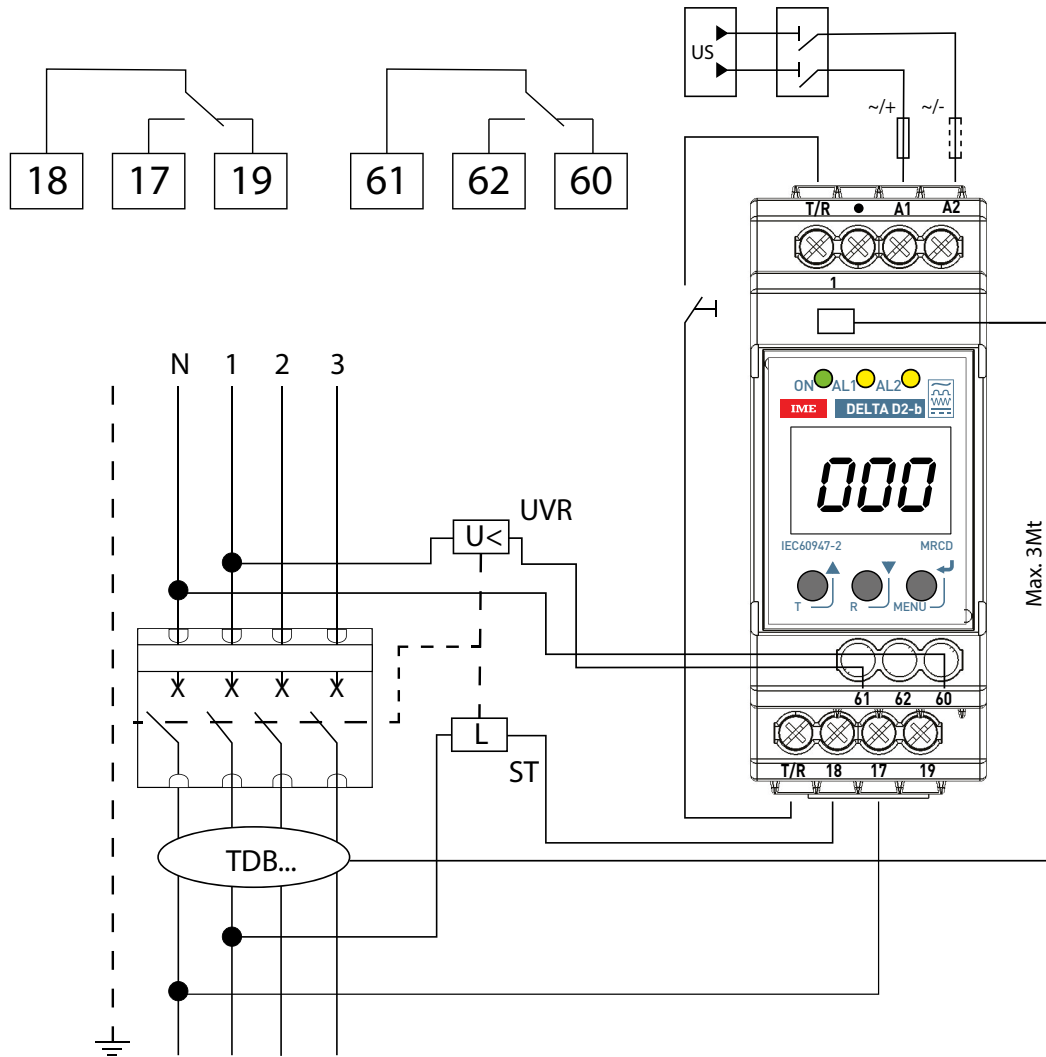 US
~/+ ~/-
18 17 19 61 62 60
T/R • A1 A2
1
N 1 2 3
ON AL1 AL2
IME DELTA D2-b
000
UVR
U<
IEC60947-2 MRCD
T R MENU
Max. 3Mt
X X X X
61 62 60
L
ST
T/R 18 17 19
TDB...